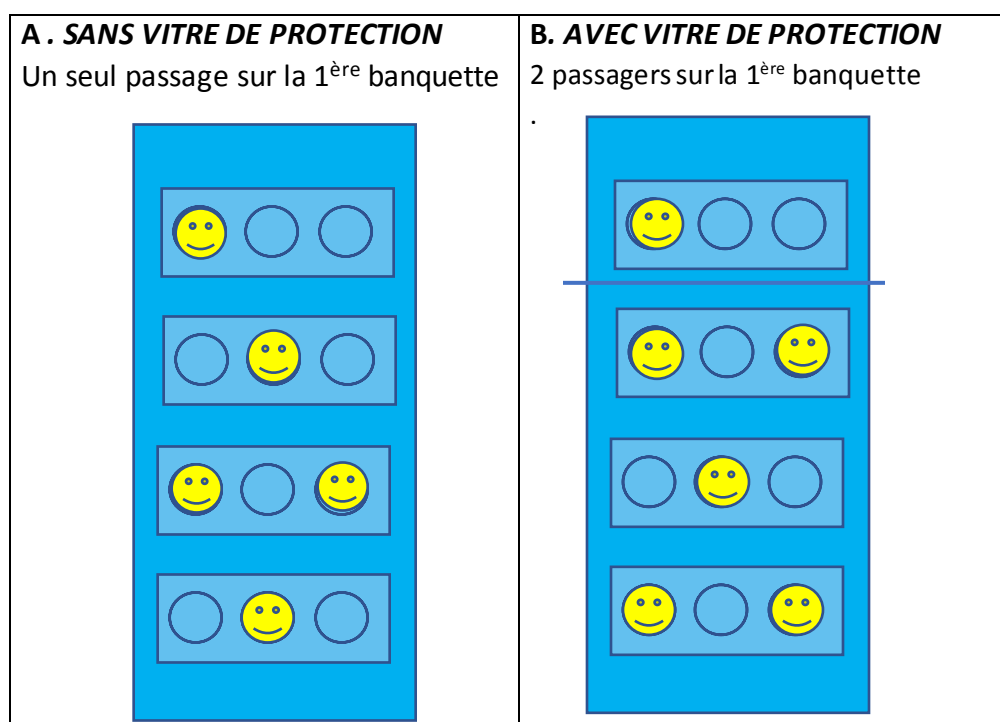 A . SANS VITRE DE PROTECTION
Un seul passage sur la 1ère banquette
B. AVEC VITRE DE PROTECTION
2 passagers sur la 1ère banquette
.